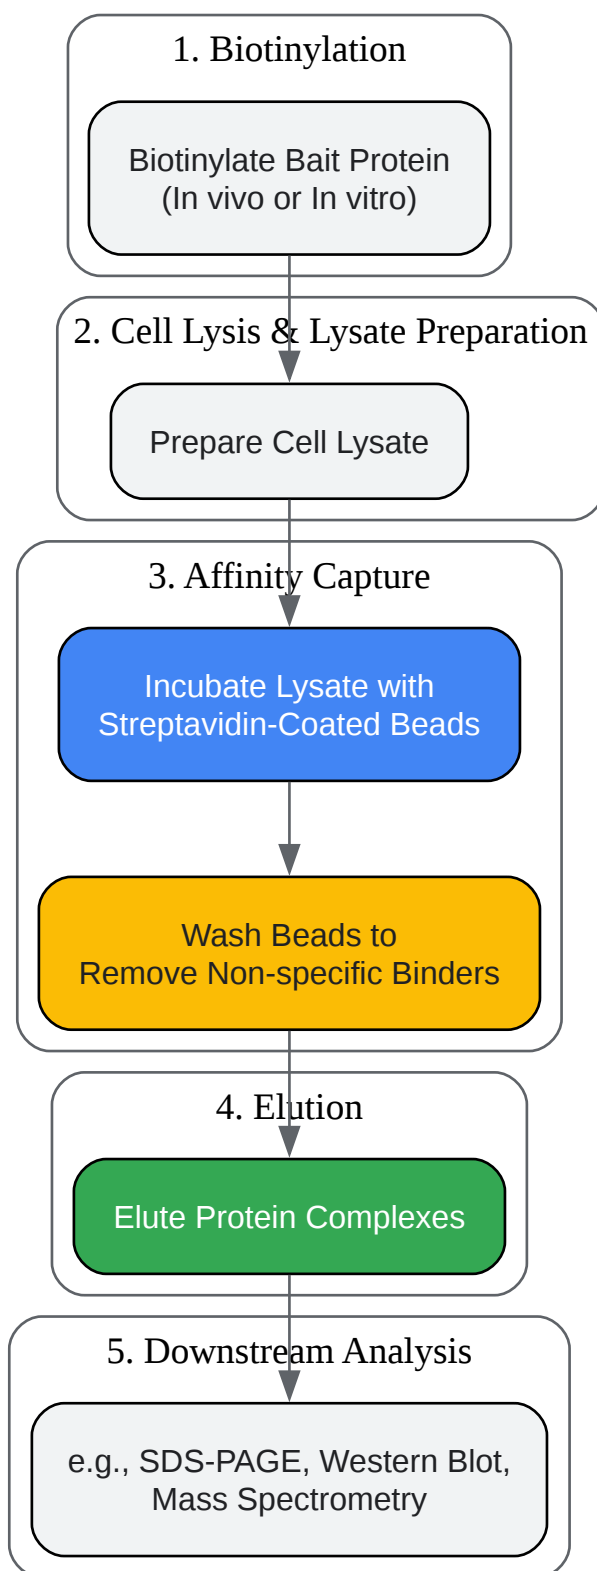 1. Biotinylation
Biotinylate Bait Protein
(In vivo or In vitro)
2. Cell Lysis & Lysate Preparation
Prepare Cell Lysate
3. Affinity Capture
Incubate Lysate with
Streptavidin-Coated Beads
Wash Beads to
Remove Non-specific Binders
4. Elution
Elute Protein Complexes
5. Downstream Analysis
e.g., SDS-PAGE, Western Blot,
Mass Spectrometry